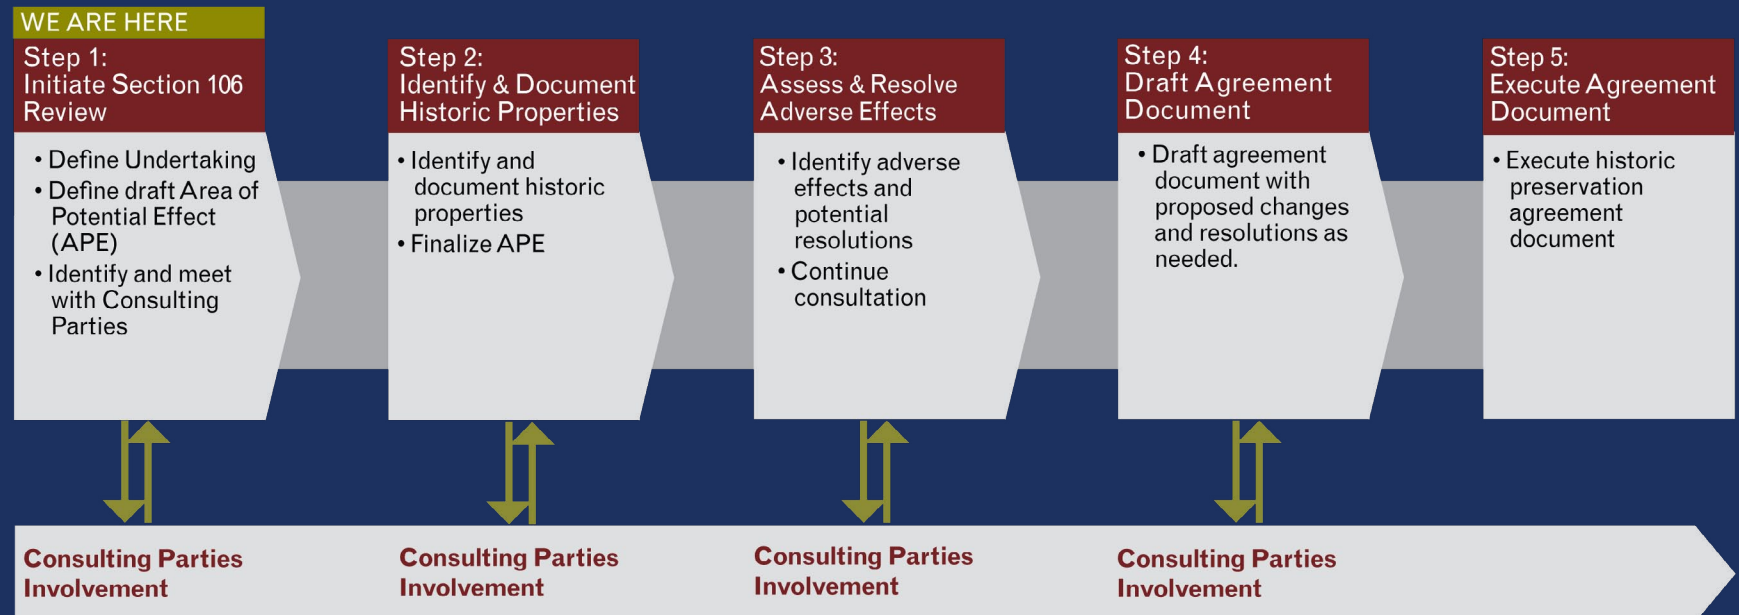 WE ARE HERE
Step 1:
Initiate Section 106
Review
• Define Undertaking
• Define draft Area of
Potential Effect
(APE)
• Identify and meet
with Consulting
Parties
Step 2:
Identify & Document
Historic Properties
• Identify and
document historic
properties
• Finalize APE
Step 3:
Assess & Resolve
Adverse Effects
• Identify adverse
effects and
potential
resolutions
• Continue
consultation
Step 4:
Draft Agreement
Document
• Draft agreement
document with
proposed changes
and resolutions as
needed.
Step 5:
Execute Agreement
Document
• Execute historic
preservation
agreement
document
Consulting Parties
Involvement
Consulting Parties
Involvement
Consulting Parties
Involvement
Consulting Parties
Involvement